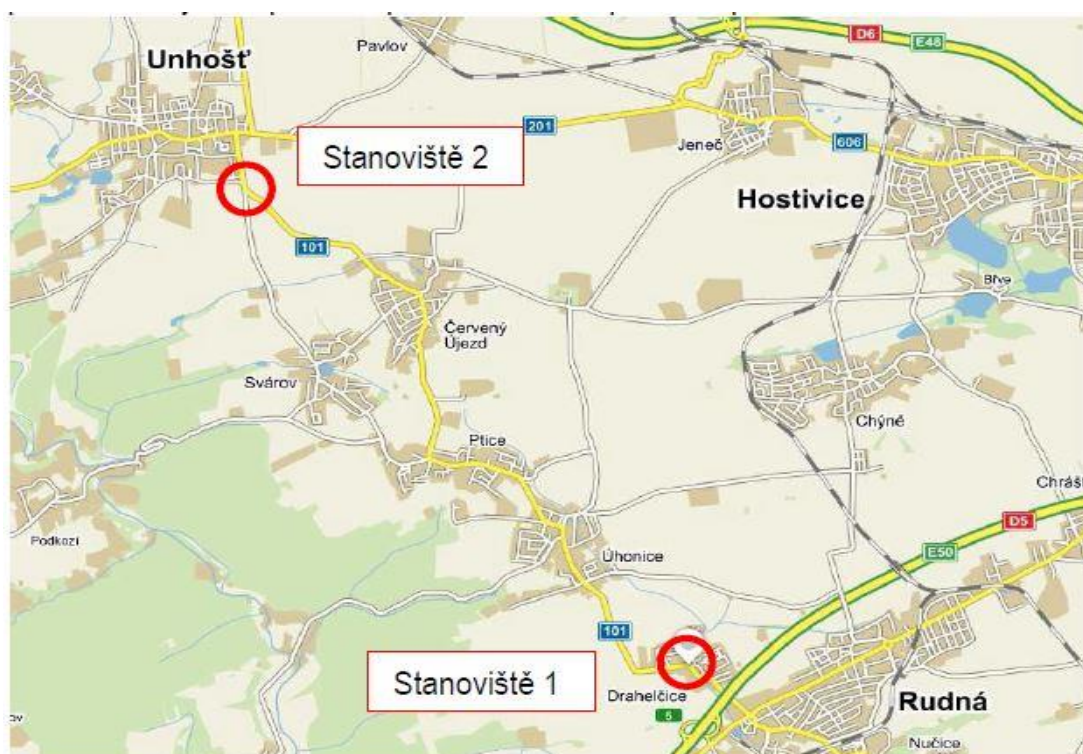 Unhošť
Pavlov
D6
E48
201
Stanoviště 2
Jeneč
606
Hostivice
101
Břve
Červený
Újezd
Svárov
Chýně
Ptice
Chrášt
D5
Podkozí
E50
Úhonice
101
Stanoviště 1
Drahelčice
5
Rudná
Nučice